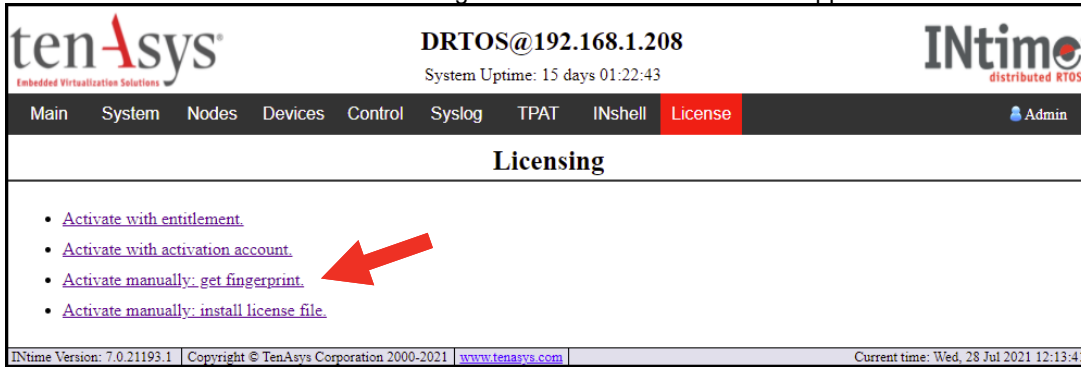 tenAsys®
Embedded Virtualization Solutions
DRTOS@192.168.1.208
System Uptime: 15 days 01:22:43
INtime
distributed RTOS
Main System Nodes Devices Control Syslog TPAT INshell License Admin
Licensing
• Activate with entitlement.
• Activate with activation account.
• Activate manually: get fingerprint.
• Activate manually: install license file.
INtime Version: 7.0.21193.1 Copyright © TenAsys Corporation 2000-2021 www.tenasys.com Current time: Wed, 28 Jul 2021 12:13:41